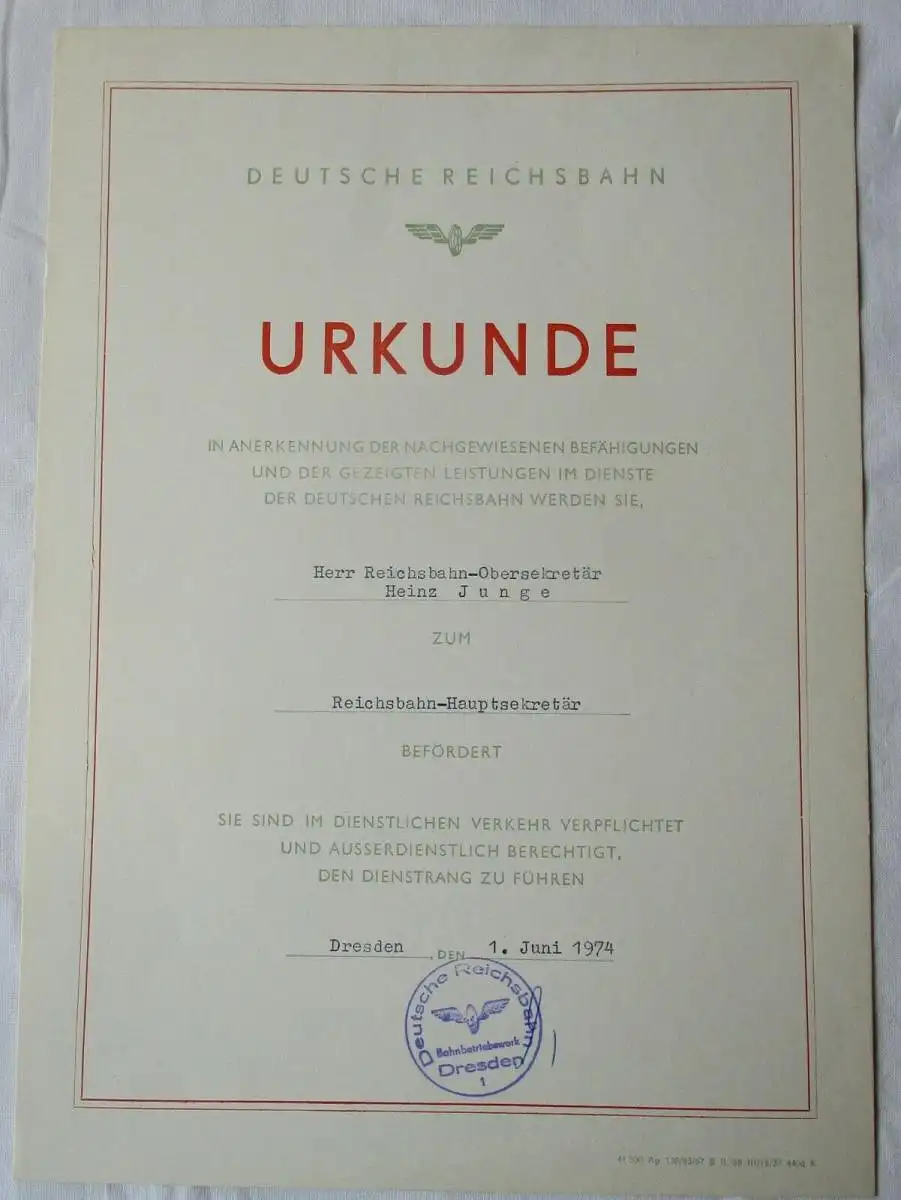 DEUTSCHE REICHSBAHN
URKUNDE
IN ANERKENNUNG DER NACHGEWIESENEN BEFÄHIGUNGEN
UND DER GEZEIGTEN LEISTUNGEN IM DIENSTE
DER DEUTSCHEN REICHSBAHN WERDEN SIE,
Herr Reichsbahn-Obersekretär
Heinz J u n g e
ZUM
Reichsbahn-Hauptsekretär
BEFÖRDERT
SIE SIND IM DIENSTLICHEN VERKEHR VERPFLICHTET
UND AUSSERDIENSTLICH BERECHTIGT,
DEN DIENSTRANG ZU FÜHREN
Dresden , DEN 1. Juni 1974
Deutsche Reichsbahn
Bahnbetriebswerk
Dresden
1